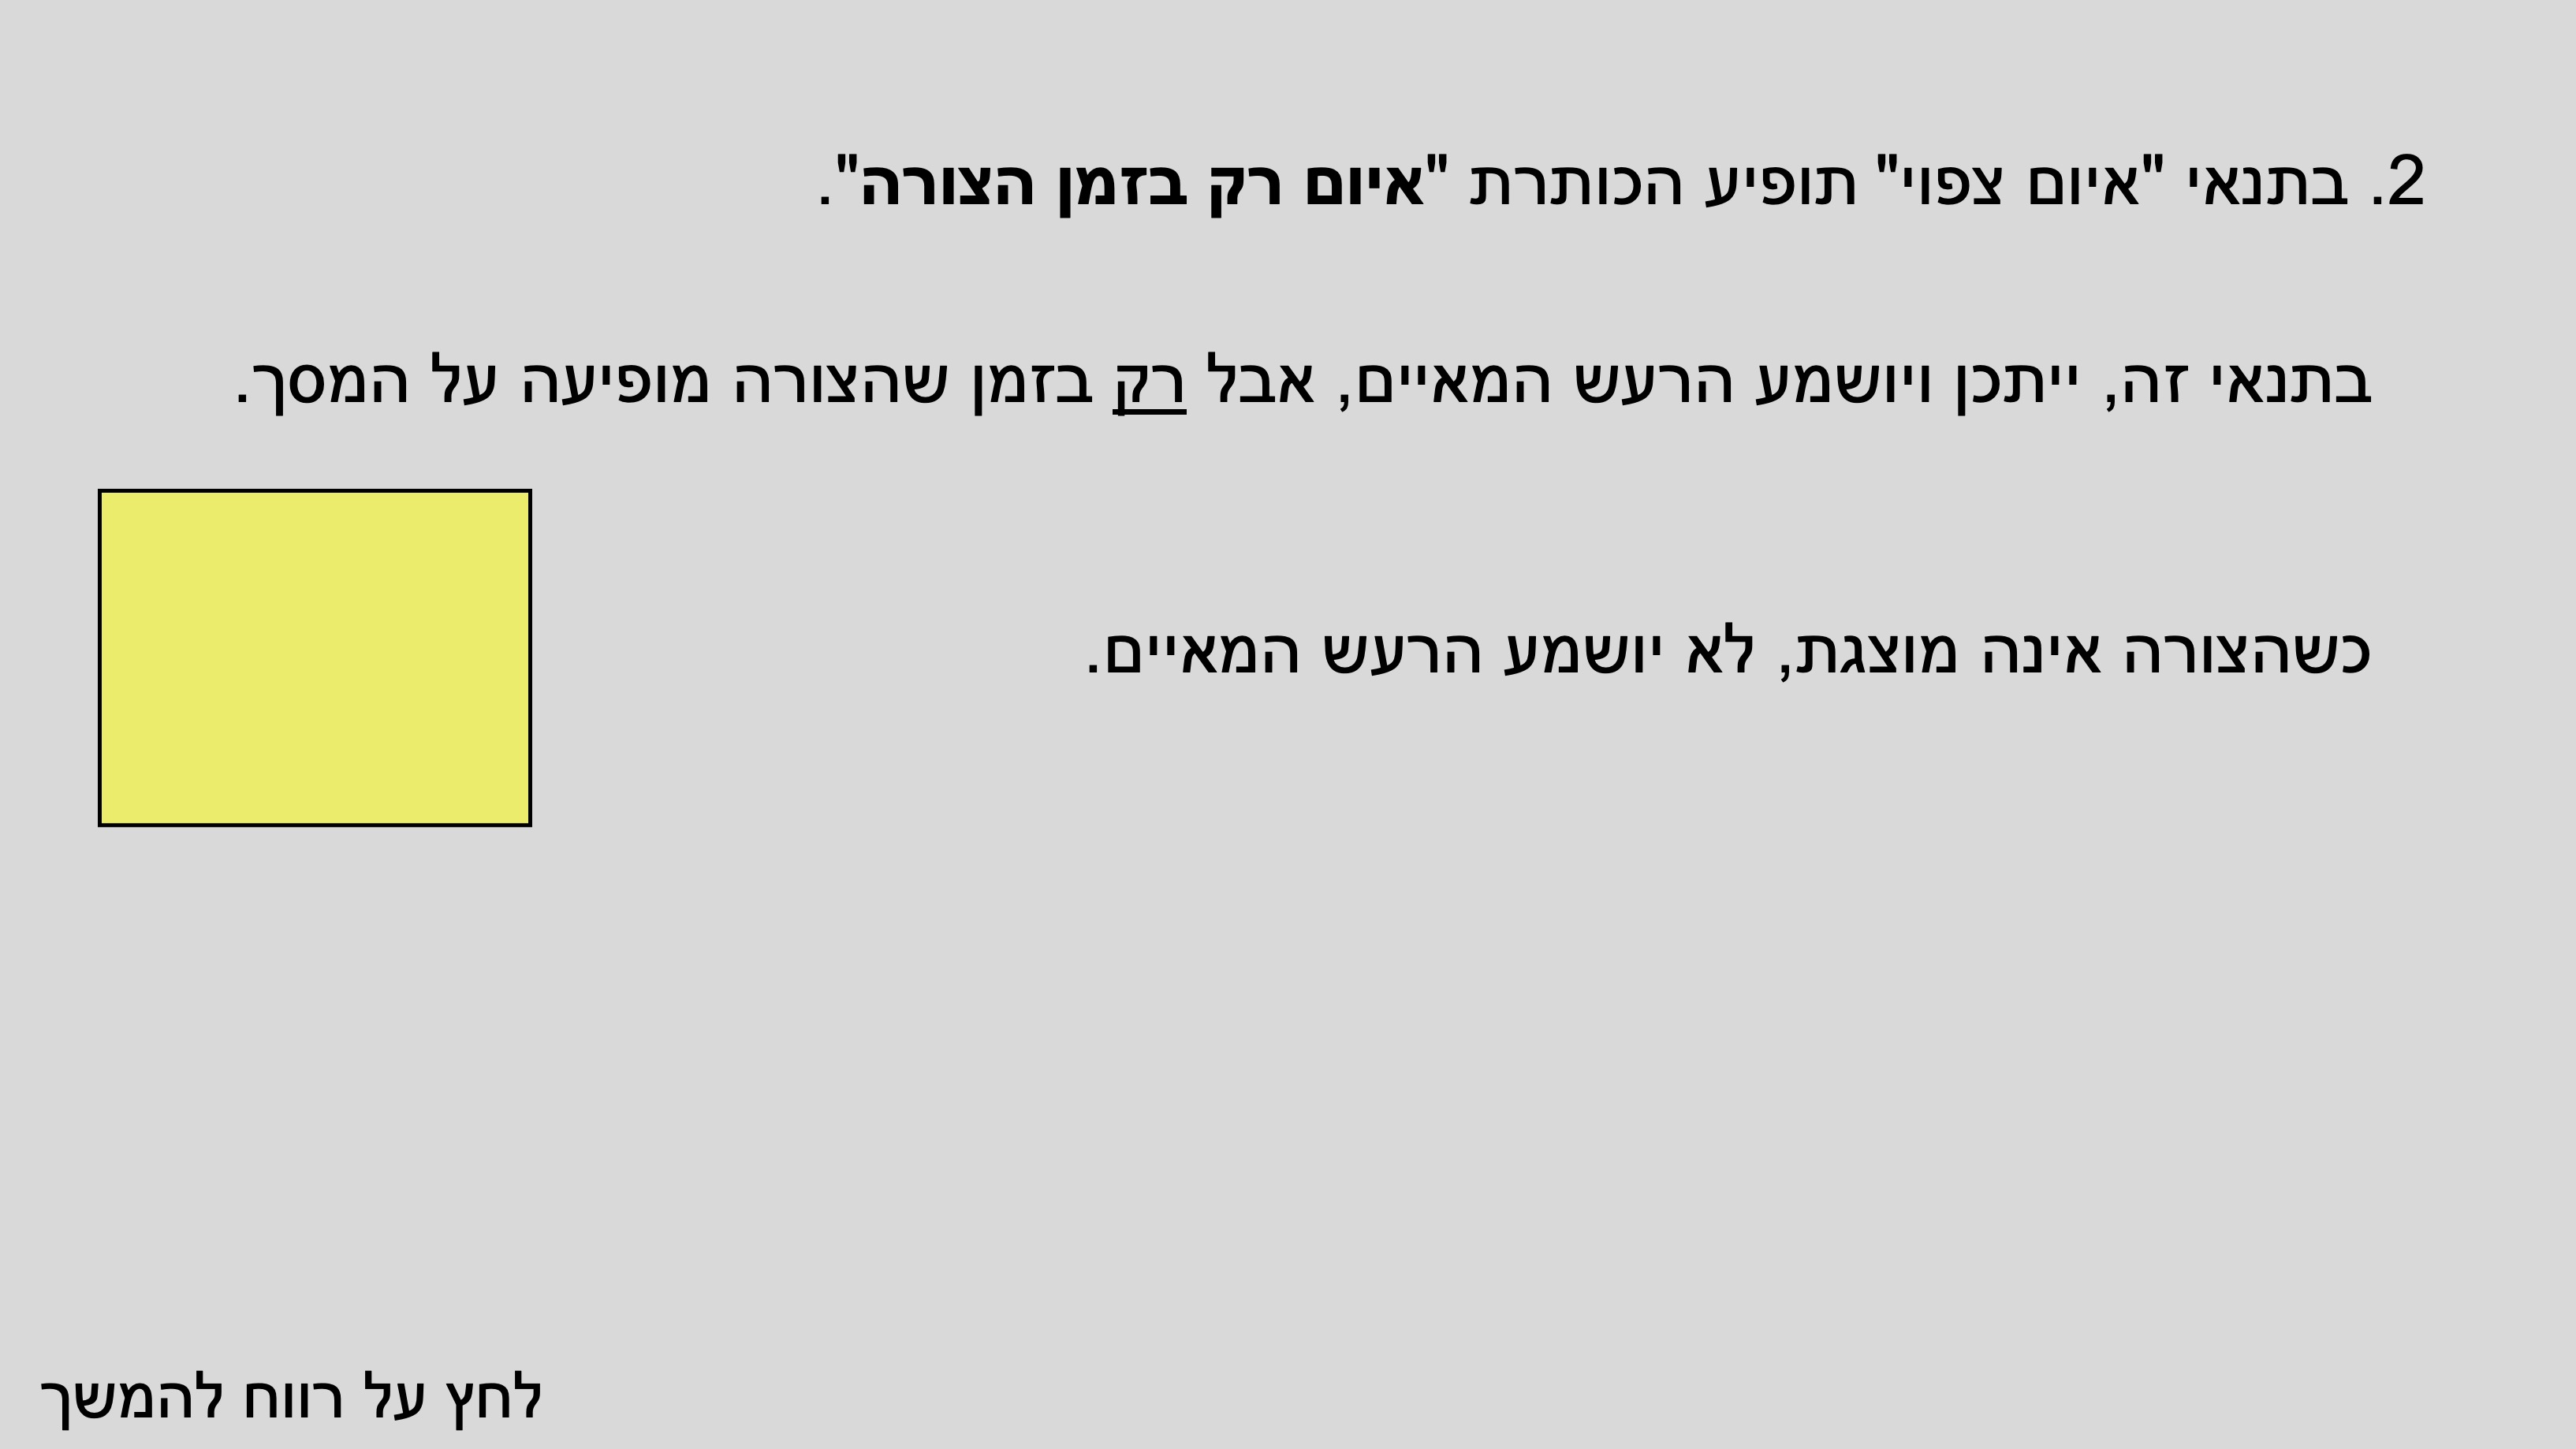 2. בתנאי "איום צפוי" תופיע הכותרת "איום רק בזמן הצורה".
בתנאי זה, ייתכן ויושמע הרעש המאיים, אבל רק בזמן שהצורה מופיעה על המסך.
כשהצורה אינה מוצגת, לא יושמע הרעש המאיים.
לחץ על רווח להמשך